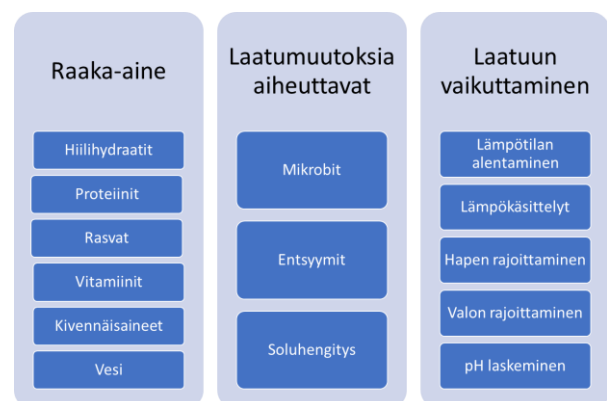 Raaka-aine
Hiilihydraatit
Proteiinit
Rasvat
Vitamiinit
Kivennäisaineet
Vesi
Laatumuutoksia
aiheuttavat
Mikrobit
Entsyymit
Soluhengitys
Laatuun
vaikuttaminen
Lämpötilan
alentaminen
Lämpökäsittelyt
Hapen rajoittaminen
Valon rajoittaminen
pH laskeminen